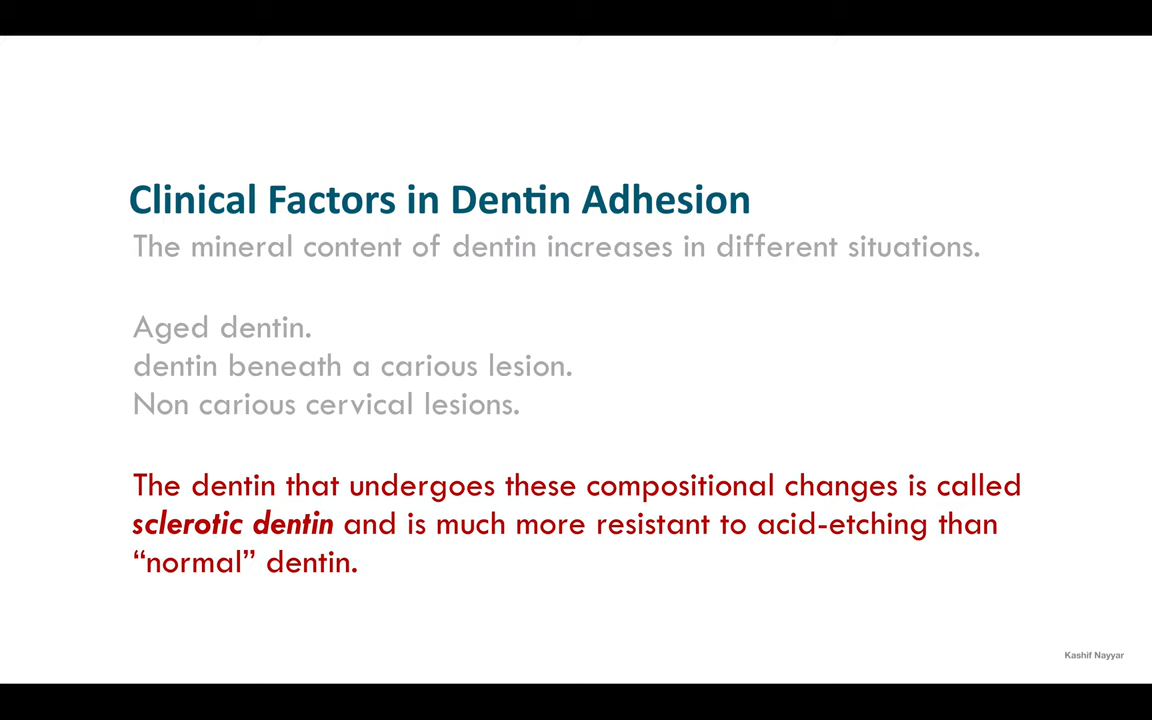 Clinical Factors in Dentin Adhesion
The mineral content of dentin increases in different situations.
Aged dentin.
dentin beneath a carious lesion.
Non carious cervical lesions.
The dentin that undergoes these compositional changes is called
sclerotic dentin and is much more resistant to acid-etching than
“normal” dentin.
Kashif Nayyar